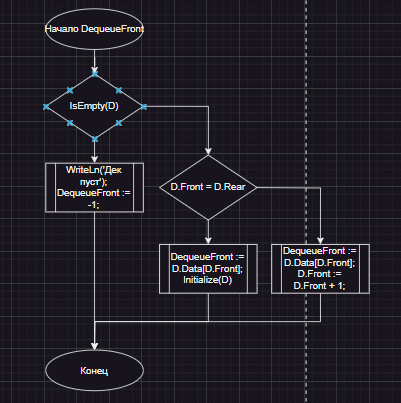 Начало DequeueFront
IsEmpty(D)
WriteLn('Дек
пуст');
DequeueFront :=
-1;
D.Front = D.Rear
DequeueFront :=
D.Data[D.Front];
Initialize(D)
DequeueFront :=
D.Data[D.Front];
D.Front :=
D.Front + 1;
Конец